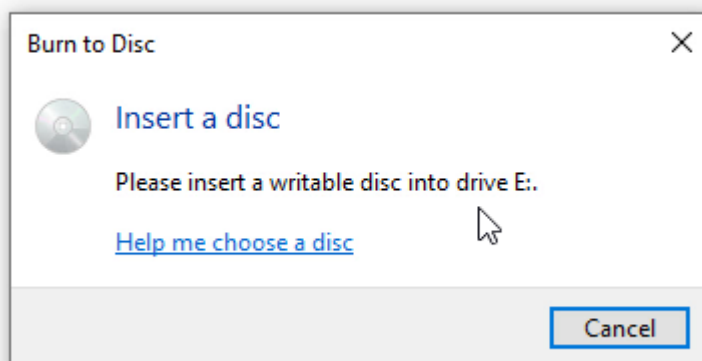 Burn to Disc
Insert a disc
Please insert a writable disc into drive E:.
Help me choose a disc
Cancel